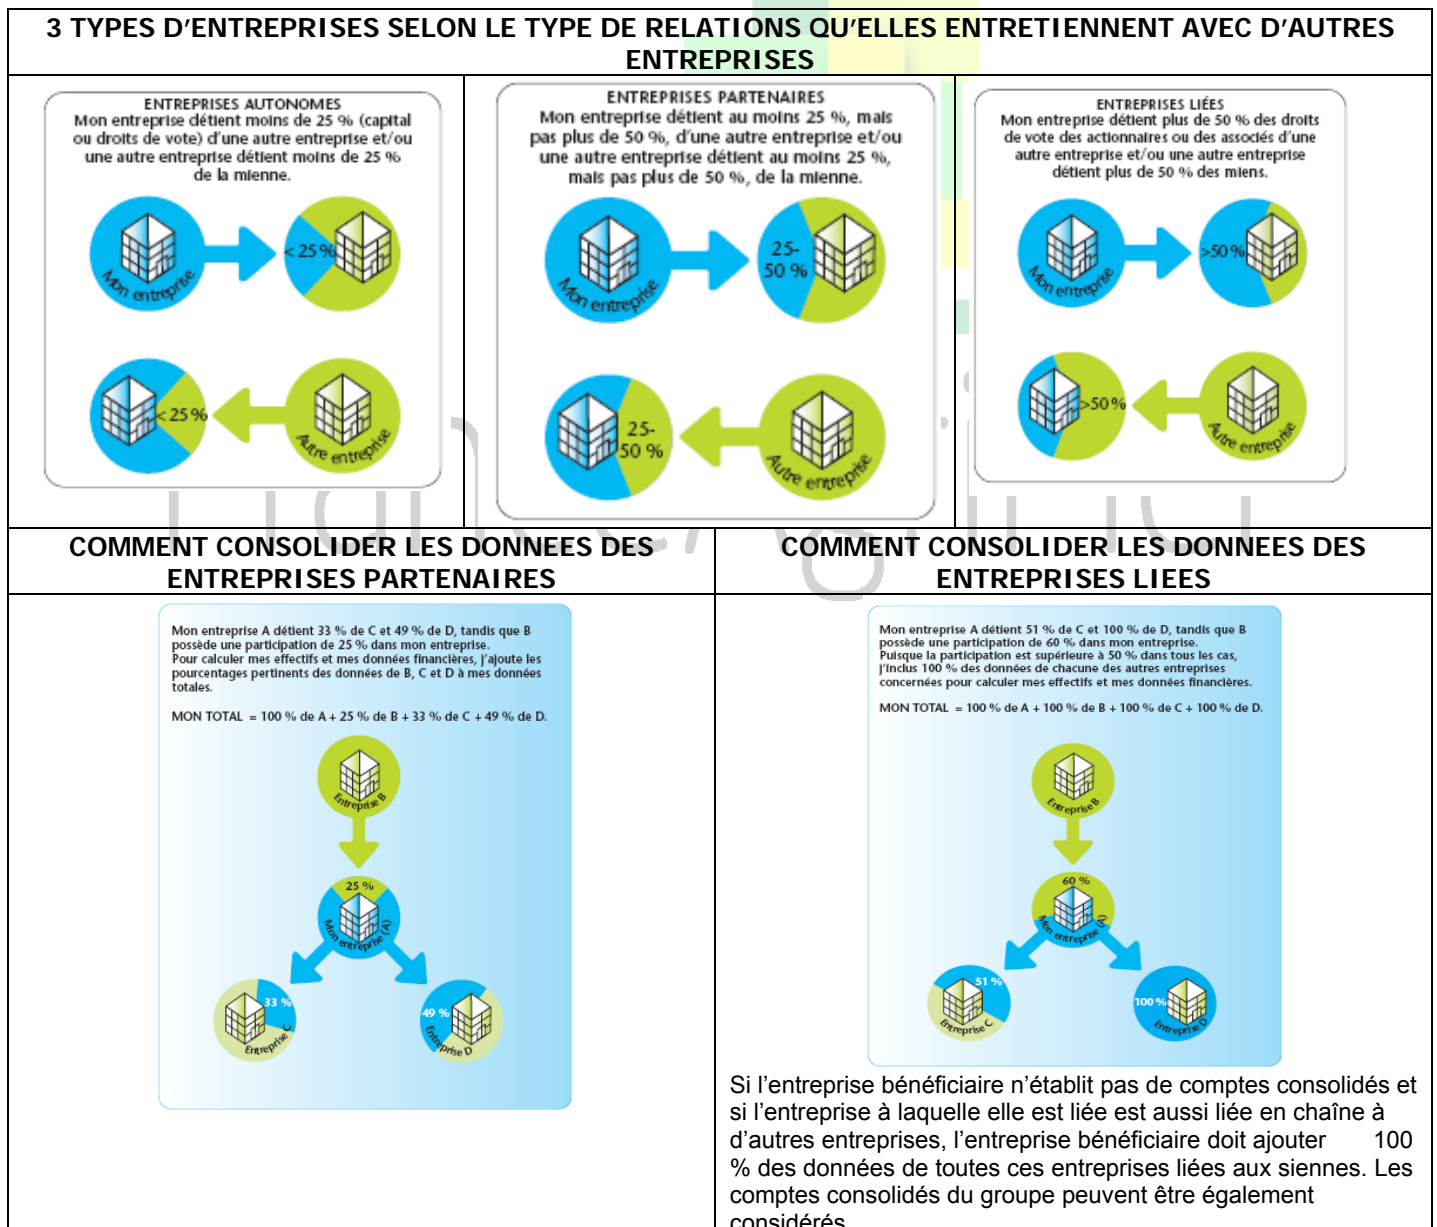 3 TYPES D'ENTREPRISES SELON LE TYPE DE RELATIONS QU'ELLES ENTRETIENNENT AVEC D'AUTRES
ENTREPRISES
ENTREPRISES AUTONOMES
Mon entreprise détient moins de 25 % (capital
ou droits de vote) d'une autre entreprise et/ou
une autre entreprise détient moins de 25 %
de la mienne.
< 25 %
Mon entreprise
< 25 %
Autre entreprise
ENTREPRISES PARTENAIRES
Mon entreprise détient au moins 25 %, mais
pas plus de 50 %, d'une autre entreprise et/ou
une autre entreprise détient au moins 25 %,
mais pas plus de 50 %, de la mienne.
25-
50 %
Mon entreprise
25-
50 %
Autre entreprise
ENTREPRISES LIÉES
Mon entreprise détient plus de 50 % des droits
de vote des actionnaires ou des associés d'une
autre entreprise et/ou une autre entreprise
détient plus de 50 % des miens.
>50 %
Mon entreprise
>50 %
Autre entreprise
COMMENT CONSOLIDER LES DONNEES DES
ENTREPRISES PARTENAIRES
Mon entreprise A détient 33 % de C et 49 % de D, tandis que B
possède une participation de 25 % dans mon entreprise.
Pour calculer mes effectifs et mes données financières, j'ajoute les
pourcentages pertinents des données de B, C et D à mes données
totales.
MON TOTAL = 100 % de A + 25 % de B + 33 % de C + 49 % de D.
Entreprise B
25 %
Mon entreprise (A)
33 %
Entreprise C
49 %
Entreprise D
COMMENT CONSOLIDER LES DONNEES DES
ENTREPRISES LIEES
Mon entreprise A détient 51 % de C et 100 % de D, tandis que B
possède une participation de 60 % dans mon entreprise.
Puisque la participation est supérieure à 50 % dans tous les cas,
j'inclus 100 % des données de chacune des autres entreprises
concernées pour calculer mes effectifs et mes données financières.
MON TOTAL = 100 % de A + 100 % de B + 100 % de C + 100 % de D.
Entreprise B
60 %
Mon entreprise (A)
51 %
Entreprise C
100 %
Entreprise D
Si l'entreprise bénéficiaire n'établit pas de comptes consolidés et
si l'entreprise à laquelle elle est liée est aussi liée en chaîne à
d'autres entreprises, l'entreprise bénéficiaire doit ajouter 100
% des données de toutes ces entreprises liées aux siennes. Les
comptes consolidés du groupe peuvent être également
considérés